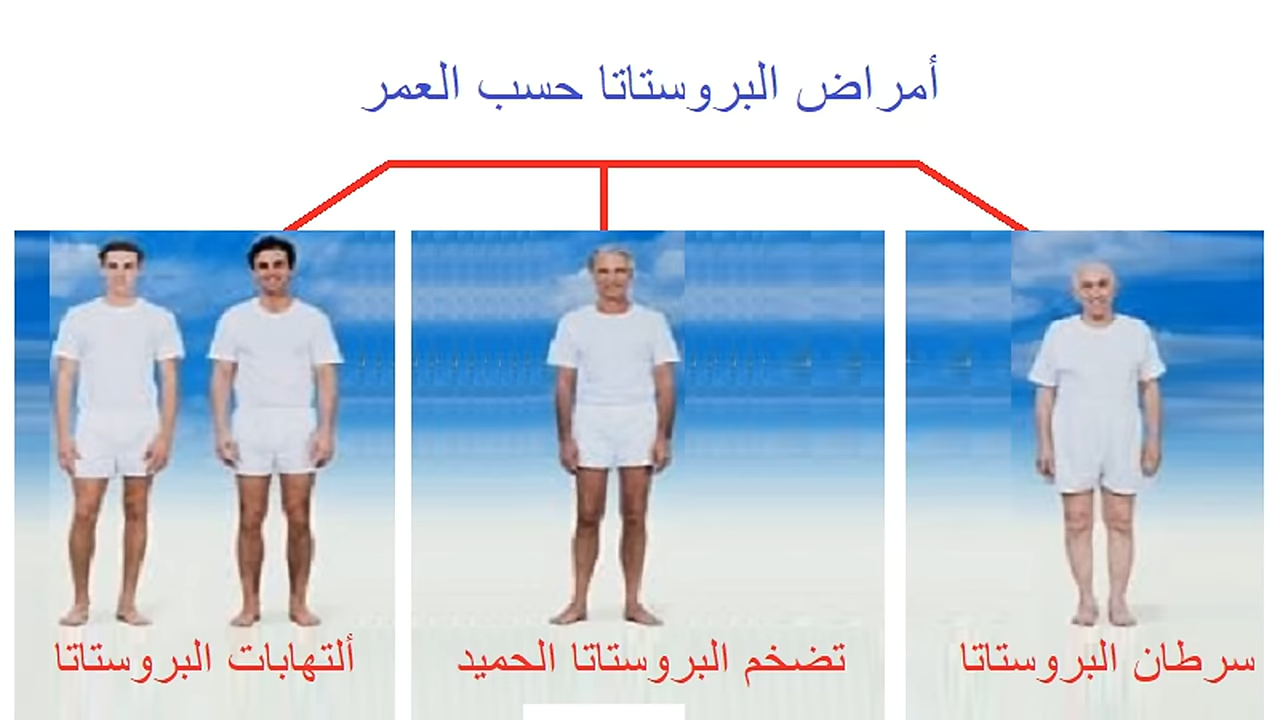 أمراض البروستاتا حسب العمر
سرطان البروستاتا
تضخم البروستاتا الحميد
ألتهابات البروستاتا